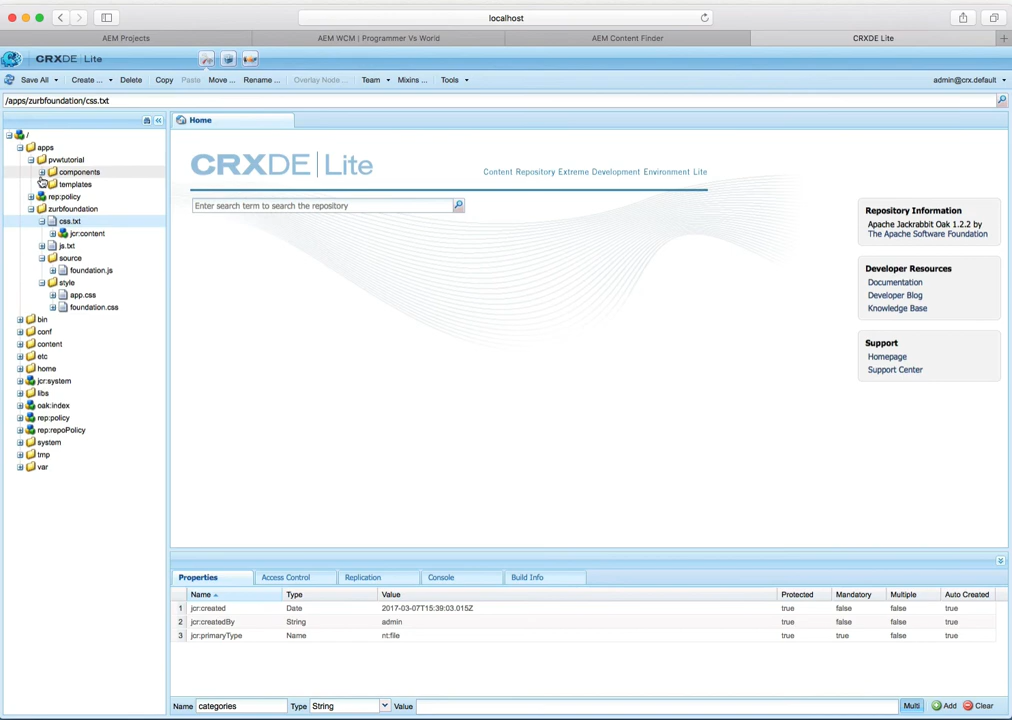 localhost
AEM Projects
AEM WCM | Programmer Vs World
AEM Content Finder
CRXDE Lite
CRXDE | Lite
Save All
Create ...
Delete
Copy
Paste
Move ...
Rename ...
Overlay Node ...
Team
Mixins ...
Tools
admin@crx.default
/apps/zurbfoundation/css.txt
Home
/
apps
pvwtutorial
components
templates
rep:policy
zurbfoundation
css.txt
jcr:content
js.txt
source
foundation.js
style
app.css
foundation.css
bin
conf
content
etc
home
jcr:system
libs
oak:index
rep:policy
rep:repoPolicy
system
tmp
var
CRXDE | Lite
Content Repository Extreme Development Environment Lite
Enter search term to search the repository
Repository Information
Apache Jackrabbit Oak 1.2.2 by
The Apache Software Foundation
Developer Resources
Documentation
Developer Blog
Knowledge Base
Support
Homepage
Support Center
Properties
Access Control
Replication
Console
Build Info
Name Type Value Protected Mandatory Multiple Auto Created
1 jcr:created Date 2017-03-07T15:39:03.015Z true false false true
2 jcr:createdBy String admin true false false true
3 jcr:primaryType Name nt:file true true false true
Name categories Type String Value Multi Add Clear